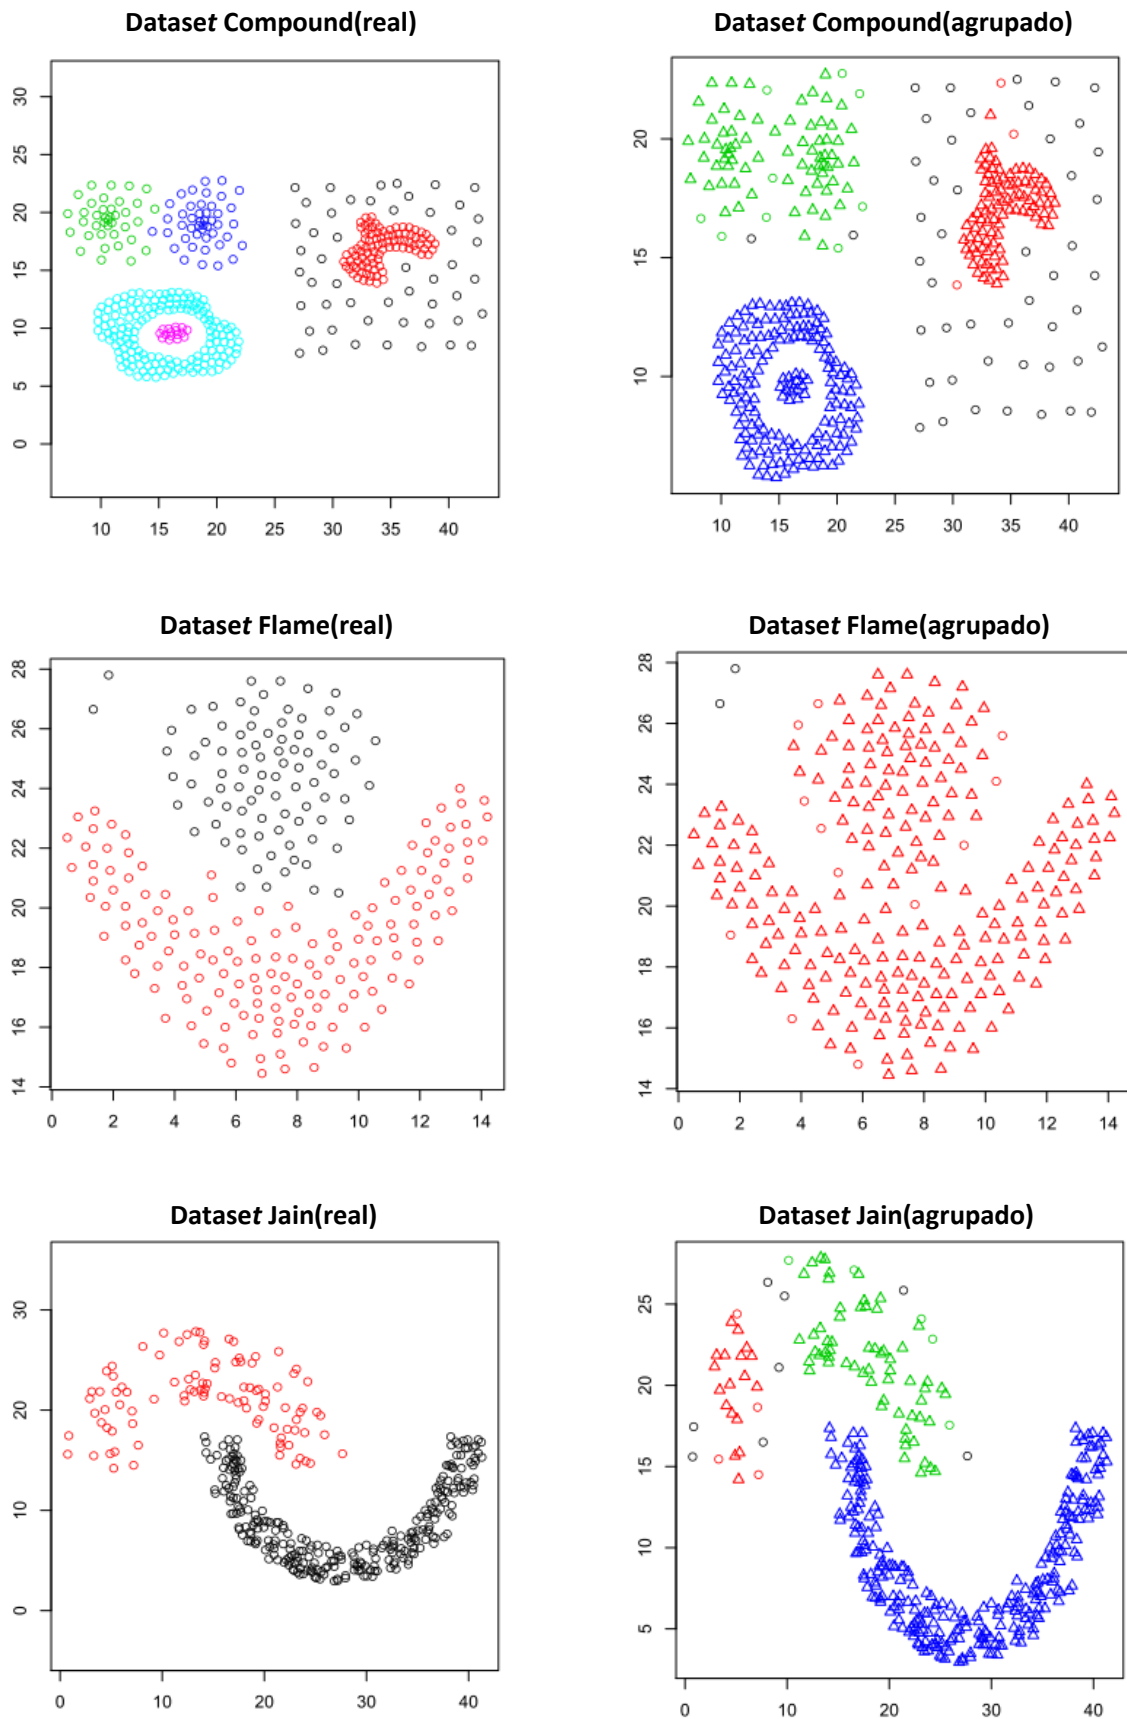 Dataset Compound(real)
Dataset Compound(agrupado)
30
25
20
15
10
5
0
10 15 20 25 30 35 40
20
15
10
10 15 20 25 30 35 40
Dataset Flame(real)
Dataset Flame(agrupado)
28
26
24
22
20
18
16
14
0 2 4 6 8 10 12 14
28
26
24
22
20
18
16
14
0 2 4 6 8 10 12 14
Dataset Jain(real)
Dataset Jain(agrupado)
30
20
10
0
0 10 20 30 40
25
20
15
10
5
0 10 20 30 40